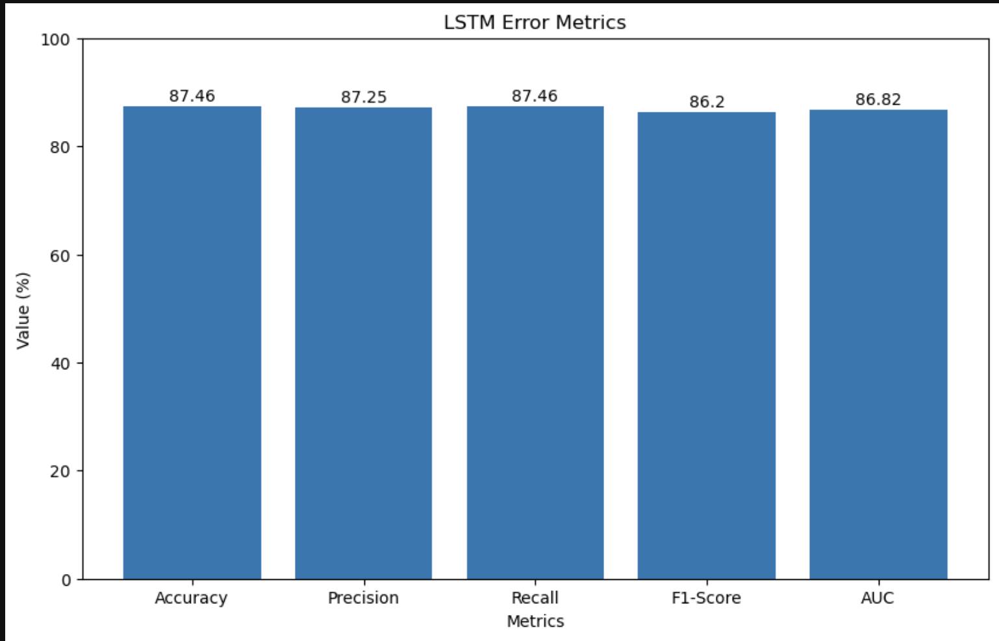 LSTM Error Metrics
100
80
60
40
20
0
Value (%)
87.46
87.25
87.46
86.2
86.82
Accuracy Precision Recall F1-Score AUC
Metrics